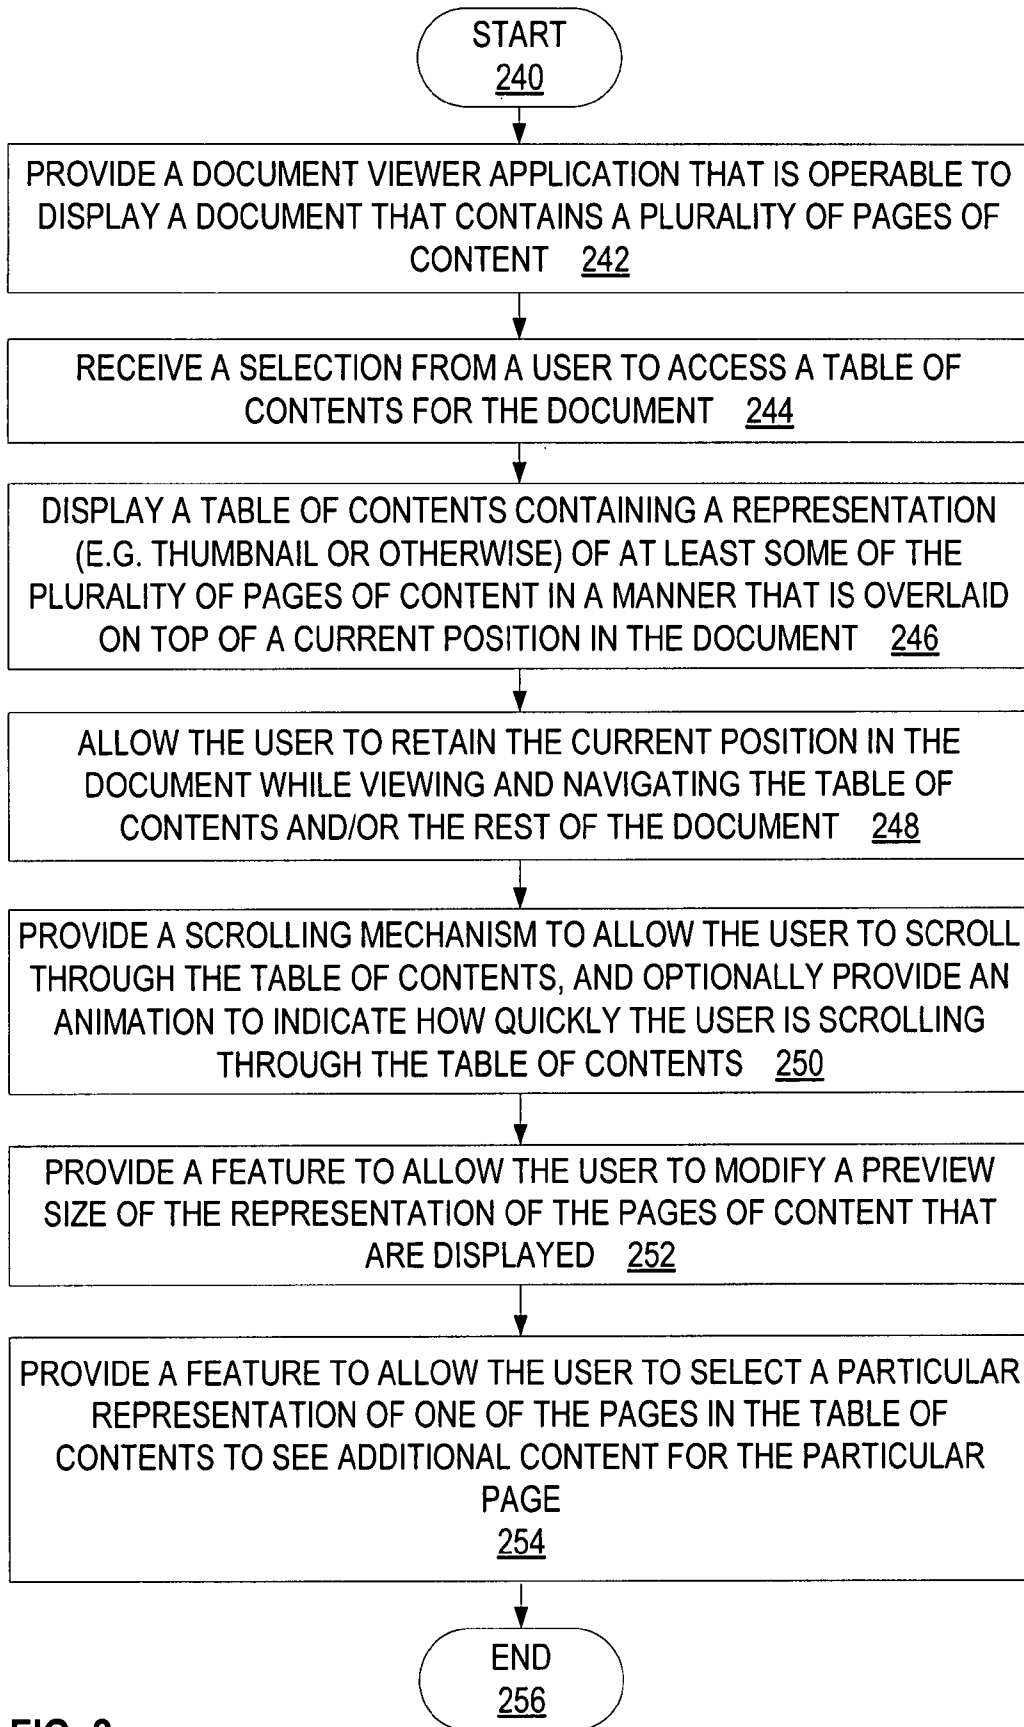 START
240
PROVIDE A DOCUMENT VIEWER APPLICATION THAT IS OPERABLE TO
DISPLAY A DOCUMENT THAT CONTAINS A PLURALITY OF PAGES OF
CONTENT 242
RECEIVE A SELECTION FROM A USER TO ACCESS A TABLE OF
CONTENTS FOR THE DOCUMENT 244
DISPLAY A TABLE OF CONTENTS CONTAINING A REPRESENTATION
(E.G. THUMBNAIL OR OTHERWISE) OF AT LEAST SOME OF THE
PLURALITY OF PAGES OF CONTENT IN A MANNER THAT IS OVERLAID
ON TOP OF A CURRENT POSITION IN THE DOCUMENT 246
ALLOW THE USER TO RETAIN THE CURRENT POSITION IN THE
DOCUMENT WHILE VIEWING AND NAVIGATING THE TABLE OF
CONTENTS AND/OR THE REST OF THE DOCUMENT 248
PROVIDE A SCROLLING MECHANISM TO ALLOW THE USER TO SCROLL
THROUGH THE TABLE OF CONTENTS, AND OPTIONALLY PROVIDE AN
ANIMATION TO INDICATE HOW QUICKLY THE USER IS SCROLLING
THROUGH THE TABLE OF CONTENTS 250
PROVIDE A FEATURE TO ALLOW THE USER TO MODIFY A PREVIEW
SIZE OF THE REPRESENTATION OF THE PAGES OF CONTENT THAT
ARE DISPLAYED 252
PROVIDE A FEATURE TO ALLOW THE USER TO SELECT A PARTICULAR
REPRESENTATION OF ONE OF THE PAGES IN THE TABLE OF
CONTENTS TO SEE ADDITIONAL CONTENT FOR THE PARTICULAR
PAGE
254
END
256
FIG.